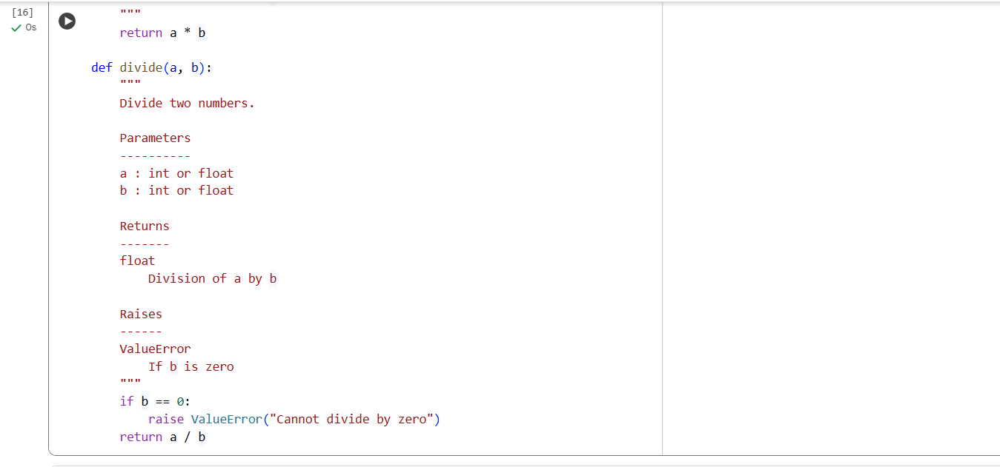 [16]
0s
"""
return a * b
def divide(a, b):
"""
Divide two numbers.
Parameters
----------
a : int or float
b : int or float
Returns
-------
float
Division of a by b
Raises
------
ValueError
If b is zero
"""
if b == 0:
raise ValueError("Cannot divide by zero")
return a / b